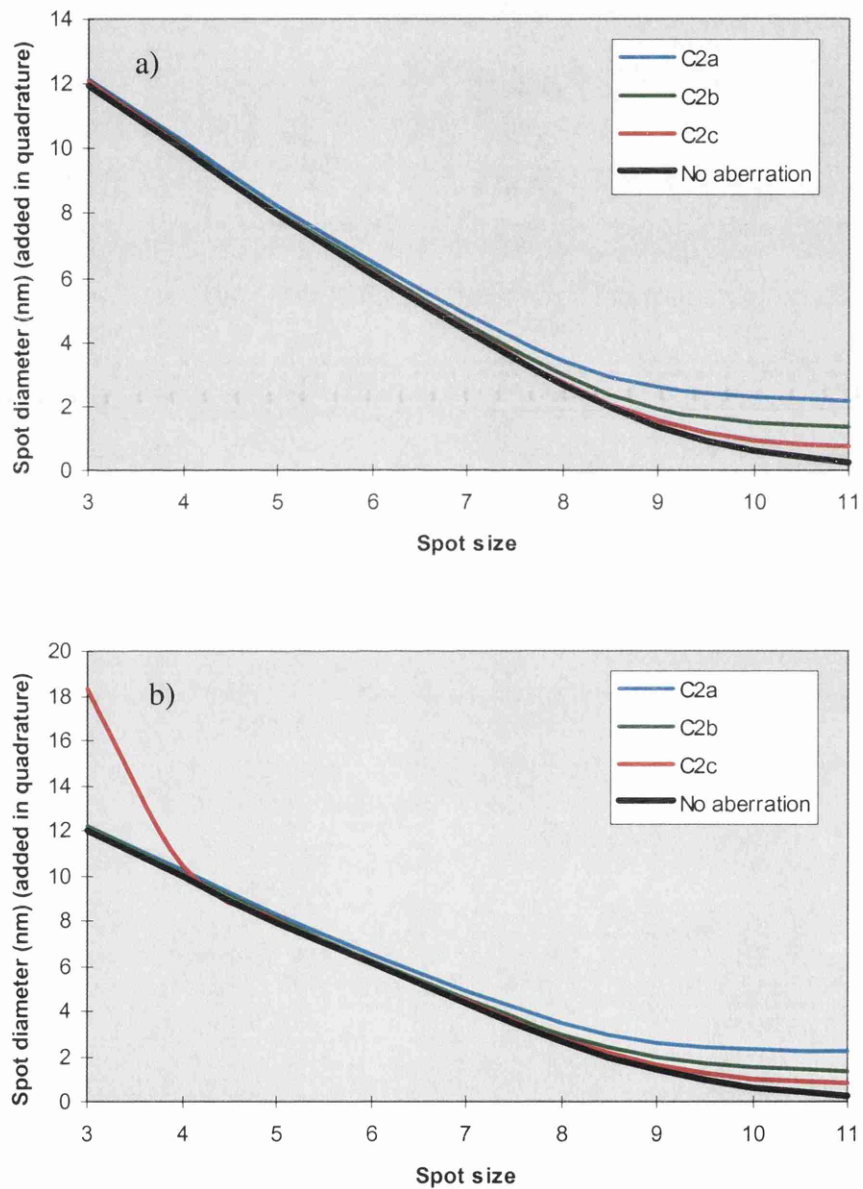 a)
Spot diameter (nm) (added in quadrature)
14
12
10
8
6
4
2
0
C2a
C2b
C2c
No aberration
3 4 5 6 7 8 9 10 11
Spot size
b)
Spot diameter (nm) (added in quadrature)
20
18
16
14
12
10
8
6
4
2
0
C2a
C2b
C2c
No aberration
3 4 5 6 7 8 9 10 11
Spot size